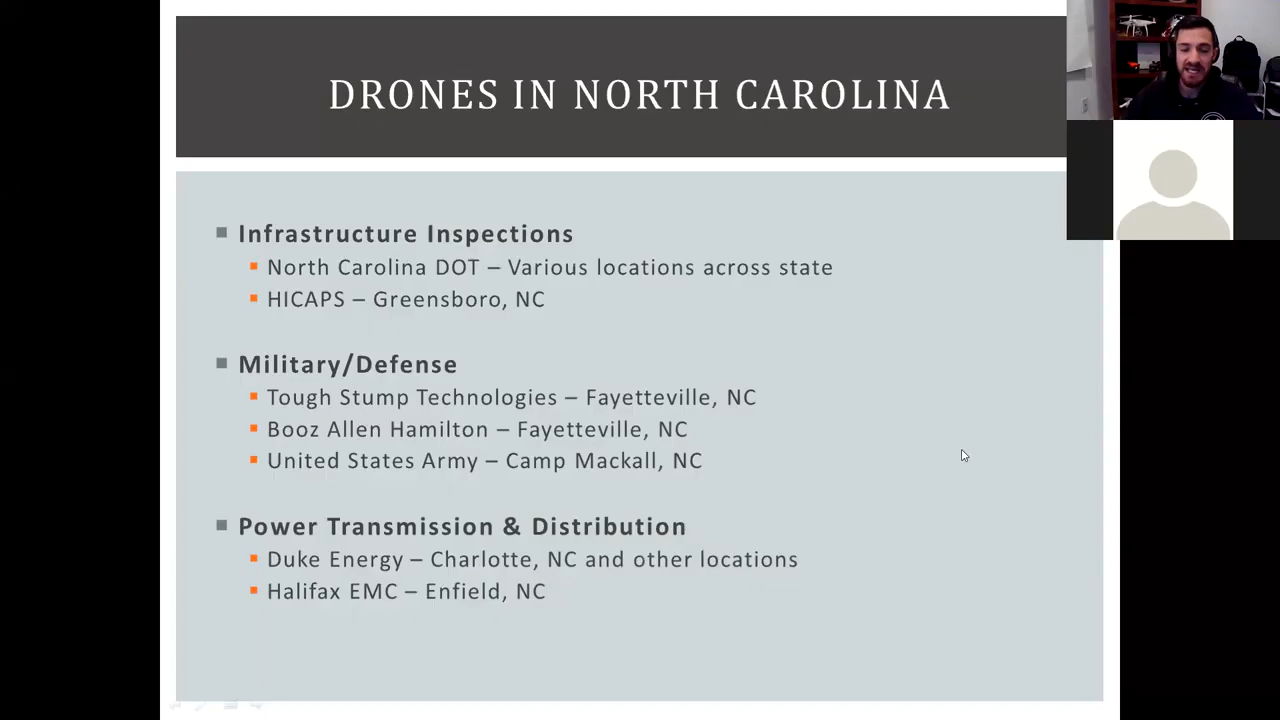 DRONES IN NORTH CAROLINA
Infrastructure Inspections
North Carolina DOT – Various locations across state
HICAPS – Greensboro, NC
Military/Defense
Tough Stump Technologies – Fayetteville, NC
Booz Allen Hamilton – Fayetteville, NC
United States Army – Camp Mackall, NC
Power Transmission & Distribution
Duke Energy – Charlotte, NC and other locations
Halifax EMC – Enfield, NC